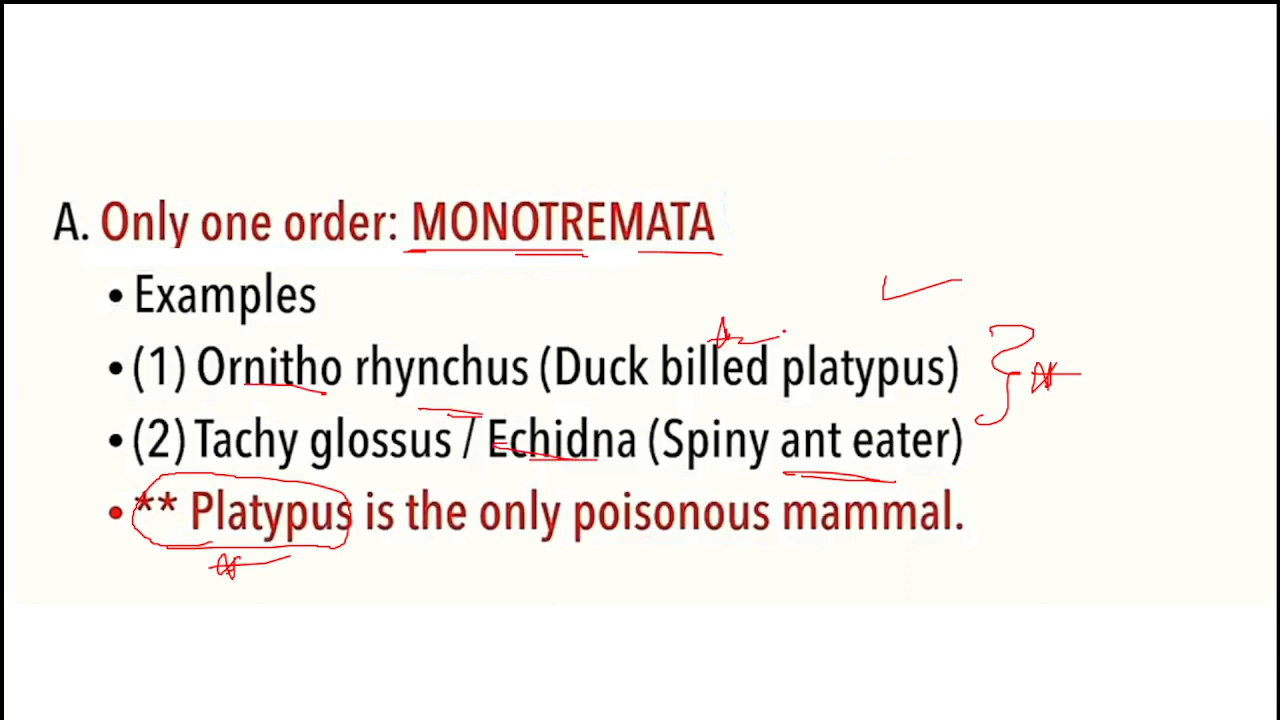 A. Only one order: MONOTREMATA
• Examples
• (1) Ornitho rhynchus (Duck billed platypus)
• (2) Tachy glossus / Echidna (Spiny ant eater)
• ** Platypus is the only poisonous mammal.